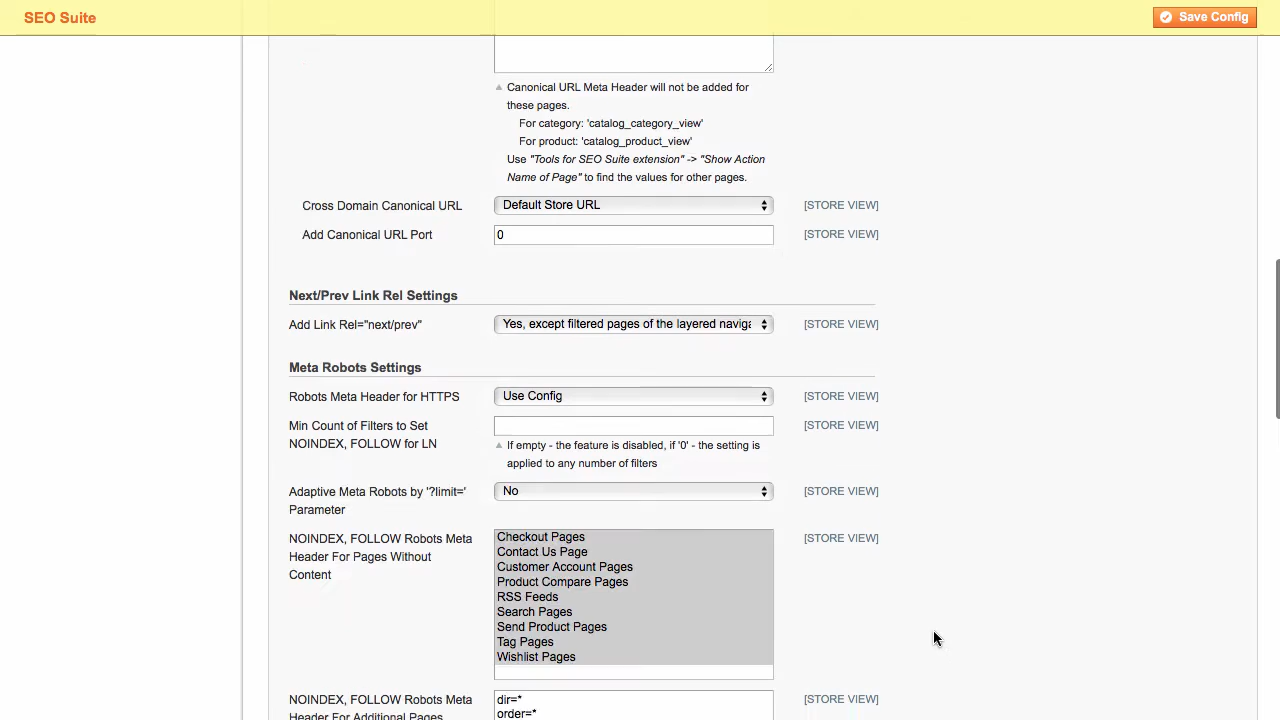 SEO Suite
Save Config
Canonical URL Meta Header will not be added for
these pages.
For category: 'catalog_category_view'
For product: 'catalog_product_view'
Use "Tools for SEO Suite extension" -> "Show Action
Name of Page" to find the values for other pages.
Cross Domain Canonical URL Default Store URL [STORE VIEW]
Add Canonical URL Port 0 [STORE VIEW]
Next/Prev Link Rel Settings
Add Link Rel="next/prev" Yes, except filtered pages of the layered naviga [STORE VIEW]
Meta Robots Settings
Robots Meta Header for HTTPS Use Config [STORE VIEW]
Min Count of Filters to Set [STORE VIEW]
NOINDEX, FOLLOW for LN
If empty - the feature is disabled, if '0' - the setting is
applied to any number of filters
Adaptive Meta Robots by '?limit=' No [STORE VIEW]
Parameter
NOINDEX, FOLLOW Robots Meta [STORE VIEW]
Header For Pages Without
Content
Checkout Pages
Contact Us Page
Customer Account Pages
Product Compare Pages
RSS Feeds
Search Pages
Send Product Pages
Tag Pages
Wishlist Pages
NOINDEX, FOLLOW Robots Meta dir=* [STORE VIEW]
Header For Additional Pages order=*